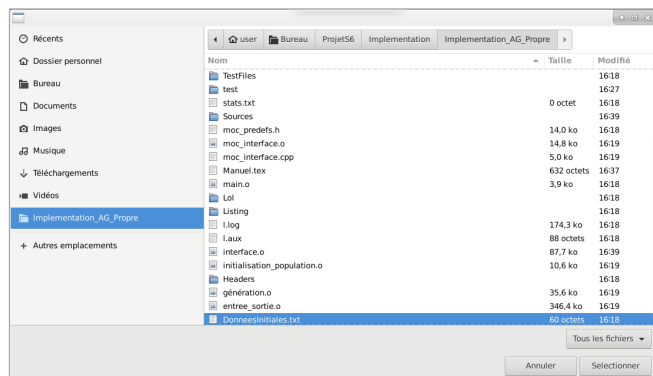 Récents
Dossier personnel
Bureau
Documents
Images
Musique
Téléchargements
Vidéos
Implementation_AG_Propre
+ Autres emplacements
user Bureau ProjetS6 Implementation Implementation_AG_Propre
Nom Taille Modifié
TestFiles 16:18
test 16:27
stats.txt 0 octet 16:18
Sources 16:39
moc_predefs.h 14,0 ko 16:18
moc_interface.o 14,8 ko 16:19
moc_interface.cpp 5,0 ko 16:19
Manuel.tex 632 octets 16:37
main.o 3,9 ko 16:18
Lol 16:18
Listing 16:18
l.log 174,3 ko 16:18
l.aux 88 octets 16:18
interface.o 87,7 ko 16:39
initialisation_population.o 10,6 ko 16:19
Headers 16:18
génération.o 35,6 ko 16:19
entree_sortie.o 346,4 ko 16:19
DonneesInitiales.txt 60 octets 16:18
Tous les fichiers
Annuler Selectionner